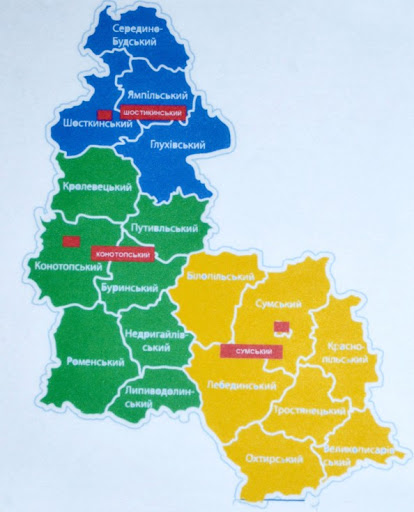 Середино-
Будський
Ямпільський
ШОСТКИНСЬКИЙ
Шосткинський
Глухівський
Кролевецький
Путивльський
КОНОТОПСЬКИЙ
Конотопський
Буринський
Білопільський
Сумський
Недригайлів-
ський
СУМСЬКИЙ
Красно-
пільський
Роменський
Лебединський
Липоводолин-
ський
Тростянецький
Великописарів-
ський
Охтирський